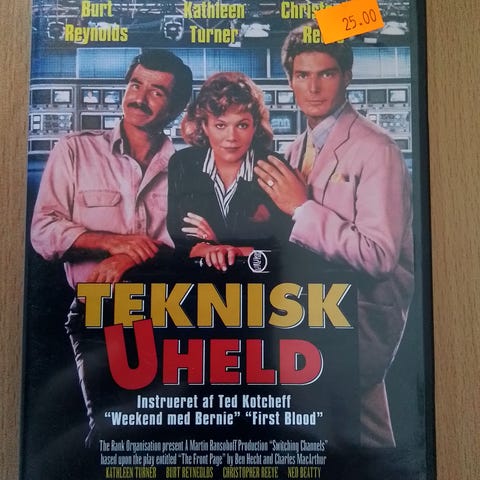 Burt Kathleen
Reynolds Turner
25.00
TEKNISK
UHELD
Instrueret af Ted Kotcheff
"Weekend med Bernie" "First Blood"
The Rank Organisation present A Martin Ransohoff Production "Switching Channels"
based upon the play entitled "The Front Page" by Ben Hecht and Charles MacArthur
KATHLEEN TURNER BURT REYNOLDS CHRISTOPHER REEVE NED BEATTY